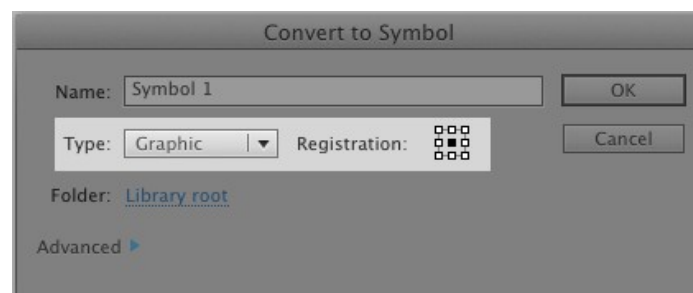 Convert to Symbol
Name: Symbol 1 OK
Type: Graphic Registration: Cancel
Folder: Library root
Advanced